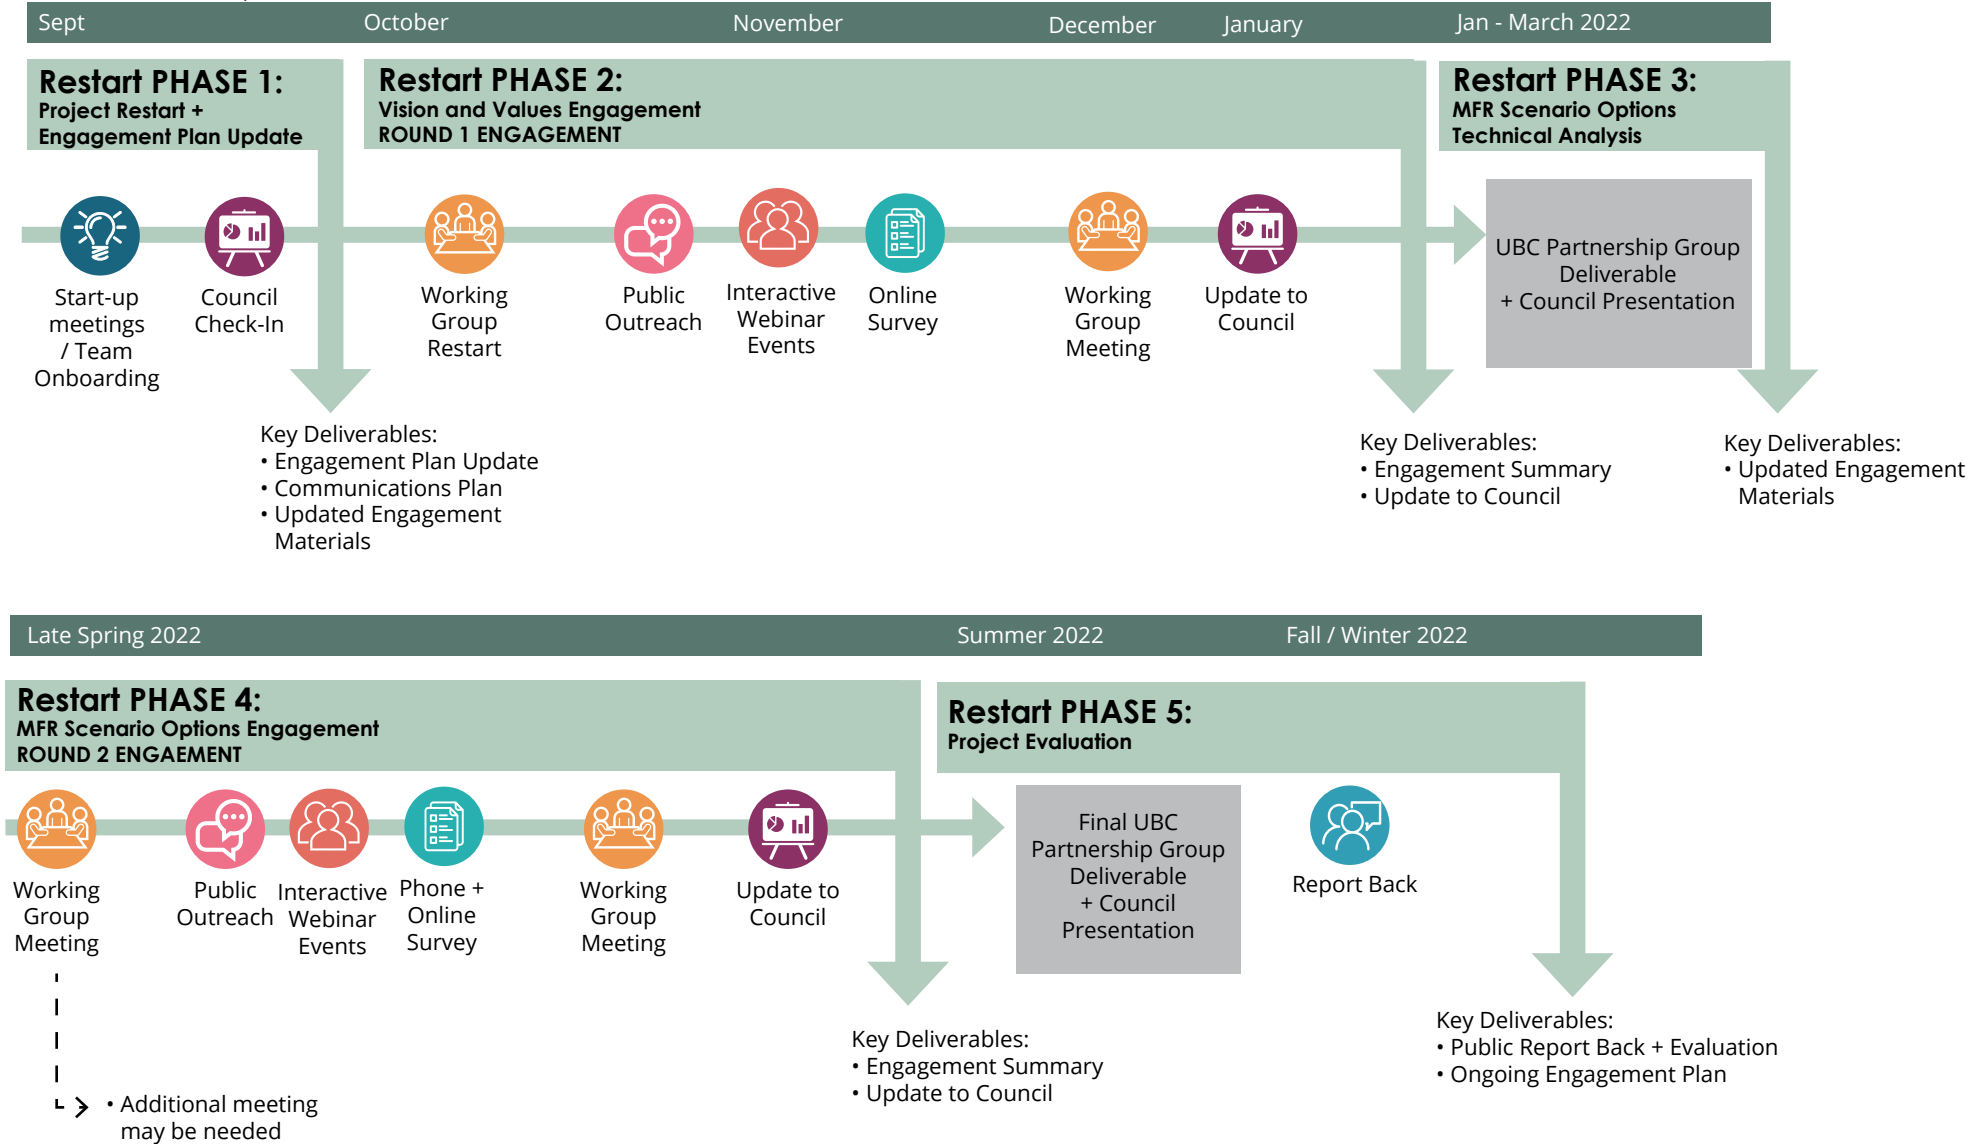 Sept
October
November
December
January
Jan - March 2022
Restart PHASE 1:
Project Restart +
Engagement Plan Update
Restart PHASE 2:
Vision and Values Engagement
ROUND 1 ENGAGEMENT
Restart PHASE 3:
MFR Scenario Options
Technical Analysis
Start-up
meetings
/ Team
Onboarding
Council
Check-In
Working
Group
Restart
Public
Outreach
Interactive
Webinar
Events
Online
Survey
Working
Group
Meeting
Update to
Council
UBC Partnership Group
Deliverable
+ Council Presentation
Key Deliverables:
• Engagement Plan Update
• Communications Plan
• Updated Engagement
Materials
Key Deliverables:
• Engagement Summary
• Update to Council
Key Deliverables:
• Updated Engagement
Materials
Late Spring 2022
Summer 2022
Fall / Winter 2022
Restart PHASE 4:
MFR Scenario Options Engagement
ROUND 2 ENGAEMENT
Restart PHASE 5:
Project Evaluation
Working
Group
Meeting
Public
Outreach
Interactive
Webinar
Events
Phone +
Online
Survey
Working
Group
Meeting
Update to
Council
Final UBC
Partnership Group
Deliverable
+ Council
Presentation
Report Back
Key Deliverables:
• Engagement Summary
• Update to Council
Key Deliverables:
• Public Report Back + Evaluation
• Ongoing Engagement Plan
• Additional meeting
may be needed